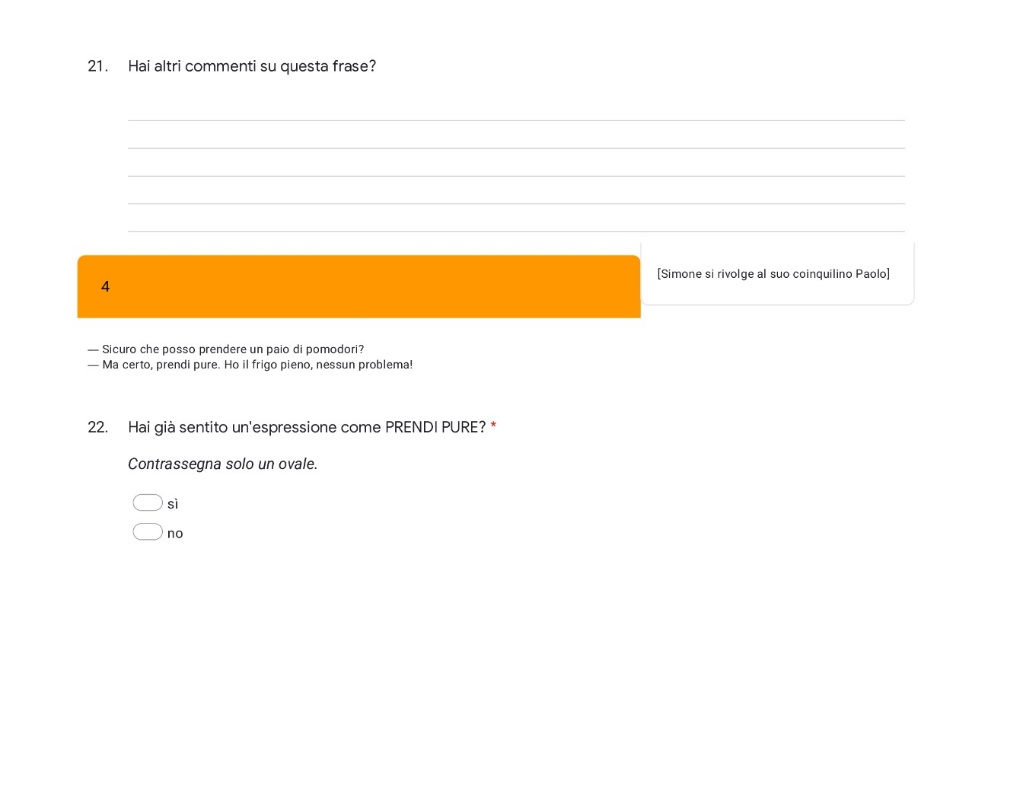 21. Hai altri commenti su questa frase?
4
[Simone si rivolge al suo coinquilino Paolo]
— Sicuro che posso prendere un paio di pomodori?
— Ma certo, prendi pure. Ho il frigo pieno, nessun problema!
22. Hai già sentito un'espressione come PRENDI PURE? *
Contrassegna solo un ovale.
sì
no